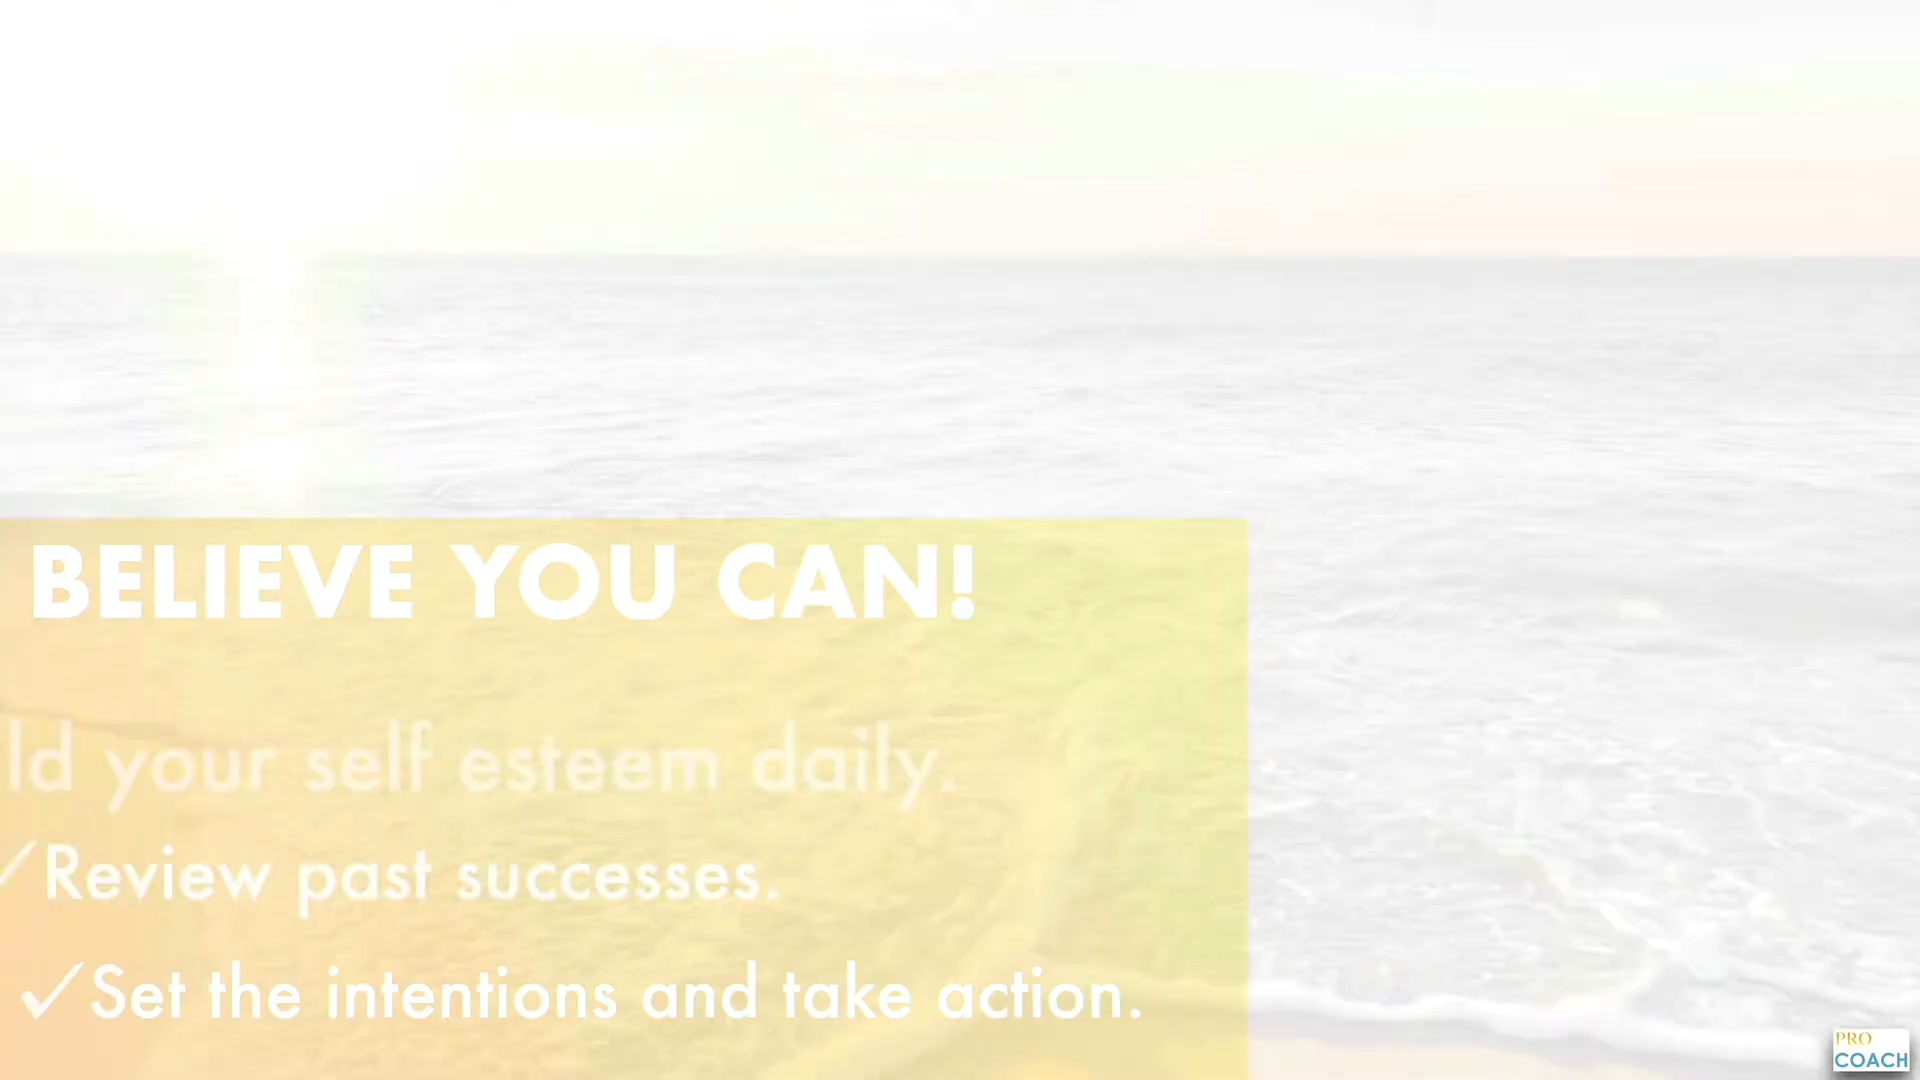 BELIEVE YOU CAN!
ld your self esteem daily.
✓Review past successes.
✓Set the intentions and take action.
PRO
COACH